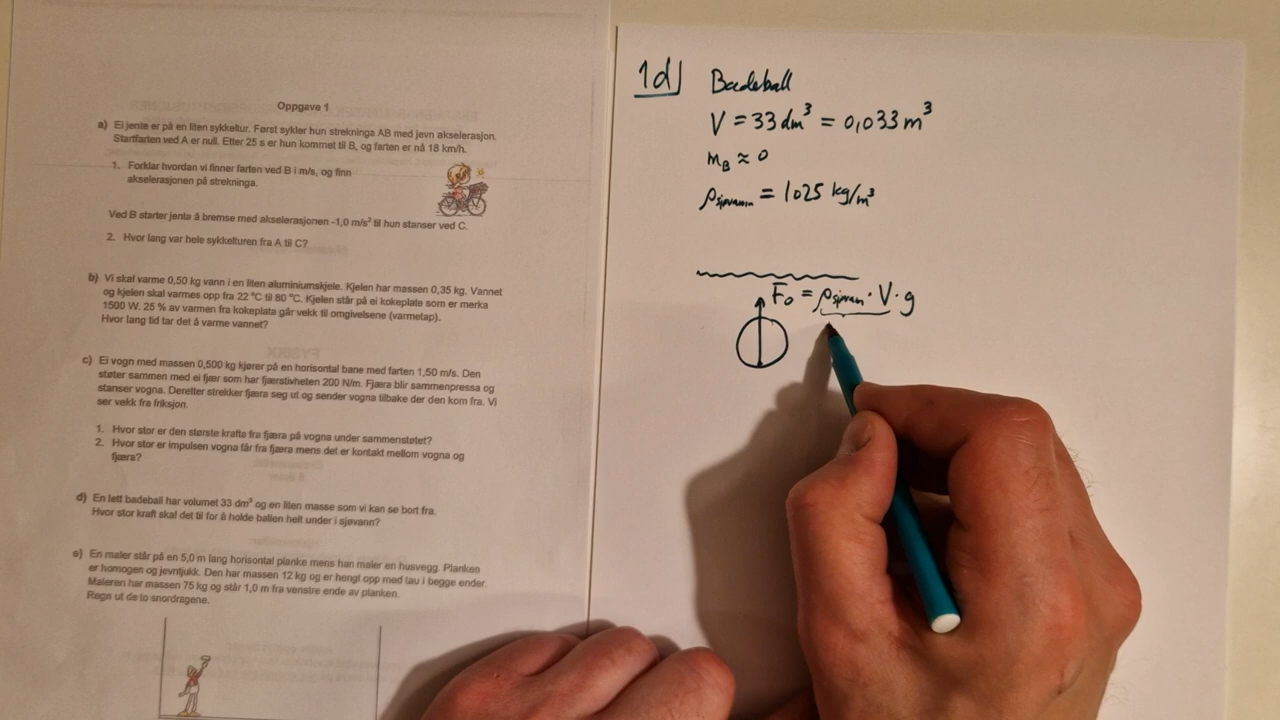 Oppgave 1
a) Ei jente er på en liten sykkeltur. Først sykler hun strekninga AB med jevn akselerasjon.
Startfarten ved A er null. Etter 25 s er hun kommet til B, og farten er nå 18 km/h.
1. Forklar hvordan vi finner farten ved B i m/s, og finn
akselerasjonen på strekninga.
Ved B starter jenta å bremse med akselerasjonen -1,0 m/s² til hun stanser ved C.
2. Hvor lang var hele sykkelturen fra A til C?
b) Vi skal varme 0,50 kg vann i en liten aluminiumskjele. Kjelen har massen 0,35 kg. Vannet
og kjelen skal varmes opp fra 22 °C til 80 °C. Kjelen står på ei kokeplate som er merka
1500 W. 25 % av varmen fra kokeplata går vekk til omgivelsene (varmetap).
Hvor lang tid tar det å varme vannet?
c) Ei vogn med massen 0,500 kg kjører på en horisontal bane med farten 1,50 m/s. Den
støter sammen med ei fjær som har fjærstivheten 200 N/m. Fjæra blir sammenpressa og
stanser vogna. Deretter strekker fjæra seg ut og sender vogna tilbake der den kom fra. Vi
ser vekk fra friksjon.
1. Hvor stor er den største krafta fra fjæra på vogna under sammenstøtet?
2. Hvor stor er impulsen vogna får fra fjæra mens det er kontakt mellom vogna og
fjæra?
d) En lett badeball har volumet 33 dm³ og en liten masse som vi kan se bort fra.
Hvor stor kraft skal det til for å holde ballen helt under i sjøvann?
e) En maler står på en 5,0 m lang horisontal planke mens han maler en husvegg. Planken
er homogen og jevntjukk. Den har massen 12 kg og er hengt opp med tau i begge ender.
Maleren har massen 75 kg og står 1,0 m fra venstre ende av planken.
Regn ut de to snordragene.
1d) Badeball
V = 33 dm³ = 0,033 m³
m_B ≈ 0
ρ_sjøvann = 1025 kg/m³
F_o = ρ_sjøvann · V · g